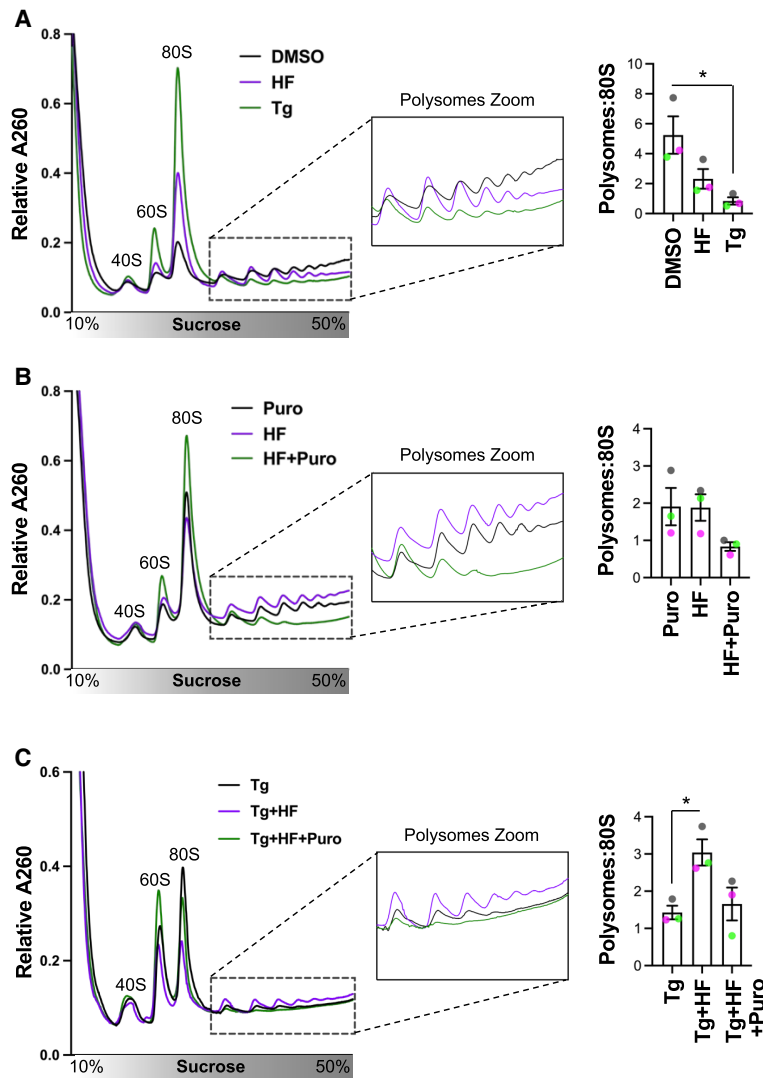 A
0.8
0.6
0.4
0.2
0.0
Relative A260
40S
60S
80S
DMSO
HF
Tg
10%
Sucrose
50%
Polysomes Zoom
Polysomes:80S
10
8
6
4
2
0
*
DMSO
HF
Tg
B
0.8
0.6
0.4
0.2
0.0
Relative A260
40S
60S
80S
Puro
HF
HF+Puro
10%
Sucrose
50%
Polysomes Zoom
Polysomes:80S
4
3
2
1
0
Puro
HF
HF+Puro
C
0.6
0.4
0.2
0.0
Relative A260
40S
60S
80S
Tg
Tg+HF
Tg+HF+Puro
10%
Sucrose
50%
Polysomes Zoom
Polysomes:80S
4
3
2
1
0
*
Tg
Tg+HF
Tg+HF
+Puro